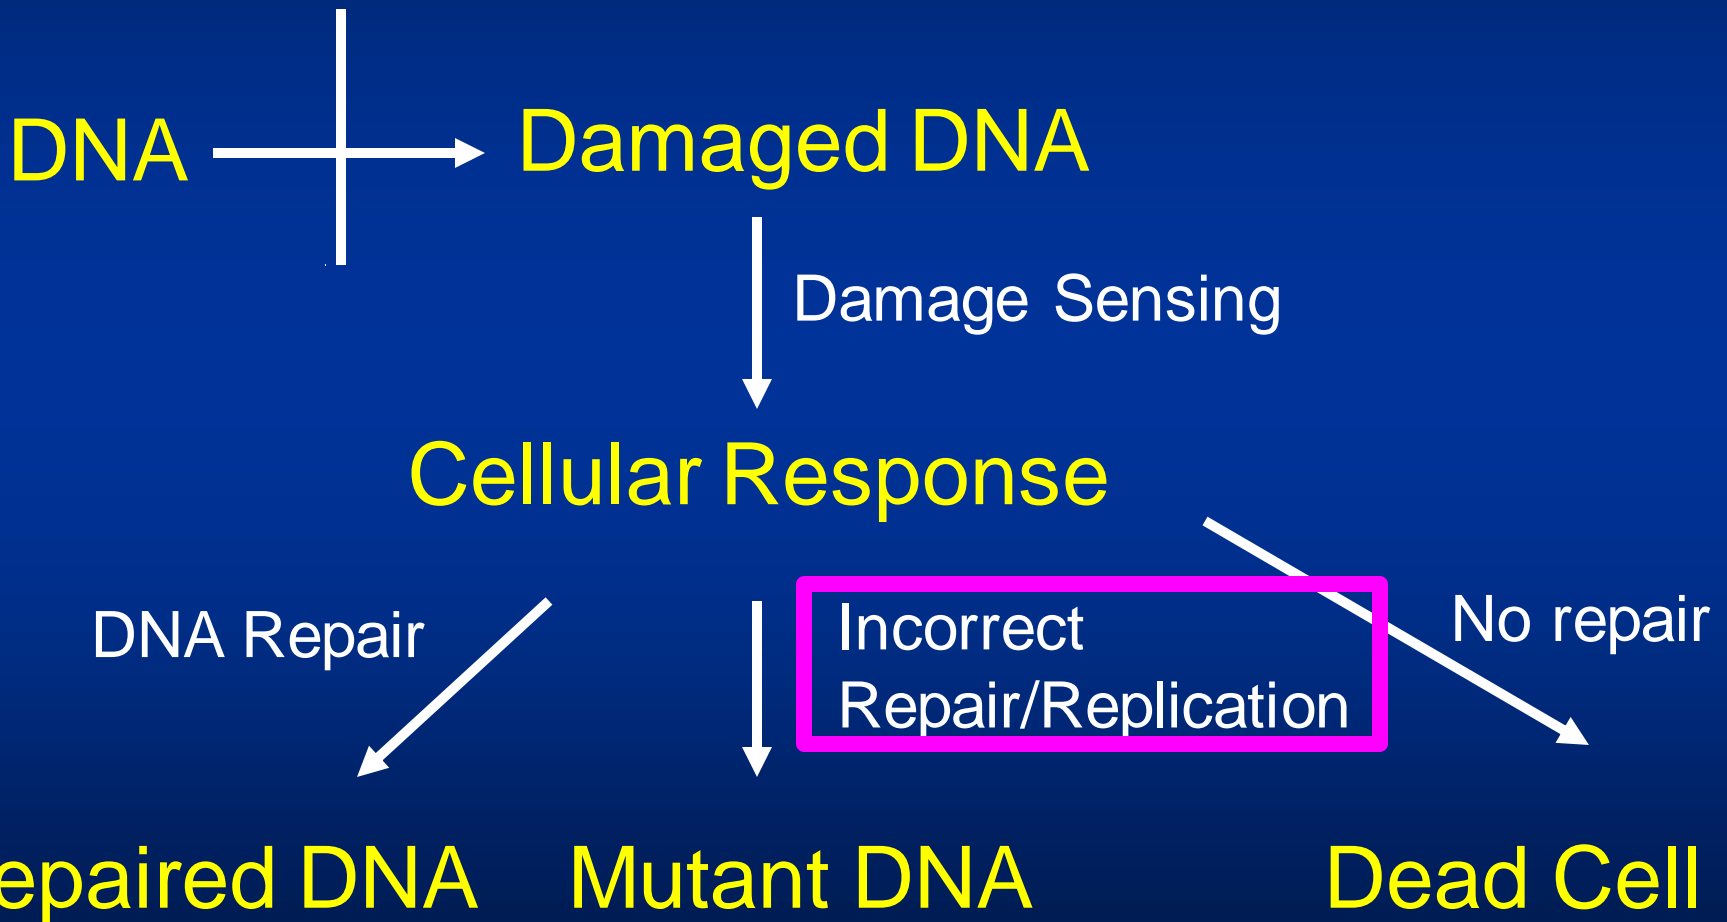 DNA
Damaged DNA
Damage Sensing
Cellular Response
DNA Repair
Incorrect
Repair/Replication
No repair
epaired DNA
Mutant DNA
Dead Cell